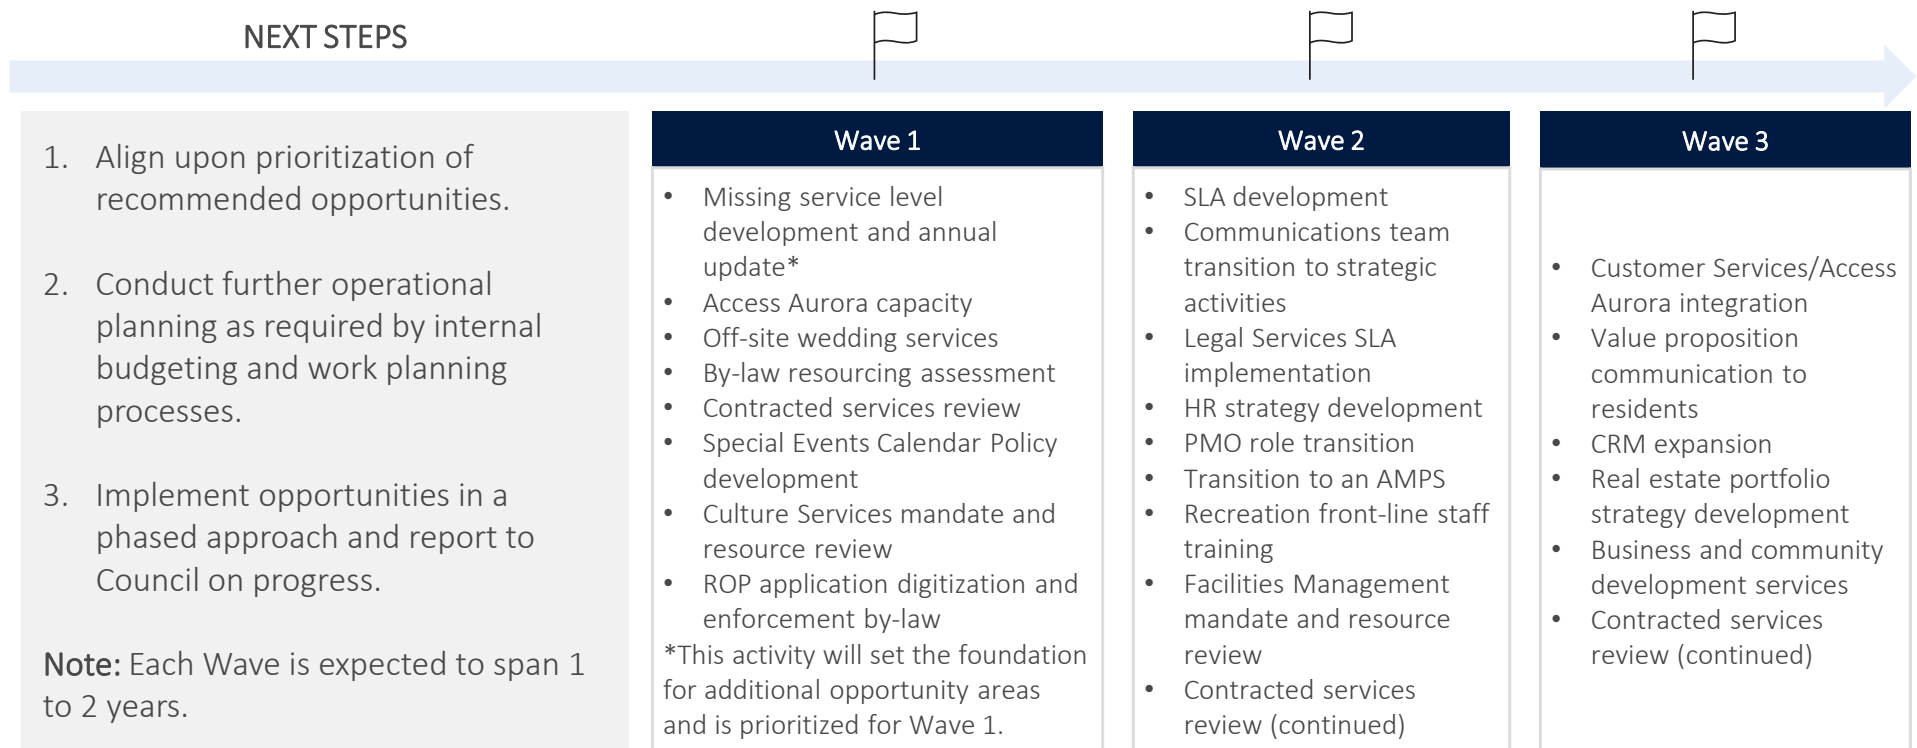 NEXT STEPS
1. Align upon prioritization of
recommended opportunities.
2. Conduct further operational
planning as required by internal
budgeting and work planning
processes.
3. Implement opportunities in a
phased approach and report to
Council on progress.
Note: Each Wave is expected to span 1
to 2 years.
Wave 1
• Missing service level
development and annual
update*
• Access Aurora capacity
• Off-site wedding services
• By-law resourcing assessment
• Contracted services review
• Special Events Calendar Policy
development
• Culture Services mandate and
resource review
• ROP application digitization and
enforcement by-law
*This activity will set the foundation
for additional opportunity areas
and is prioritized for Wave 1.
Wave 2
• SLA development
• Communications team
transition to strategic
activities
• Legal Services SLA
implementation
• HR strategy development
• PMO role transition
• Transition to an AMPS
• Recreation front-line staff
training
• Facilities Management
mandate and resource
review
• Contracted services
review (continued)
Wave 3
• Customer Services/Access
Aurora integration
• Value proposition
communication to
residents
• CRM expansion
• Real estate portfolio
strategy development
• Business and community
development services
• Contracted services
review (continued)